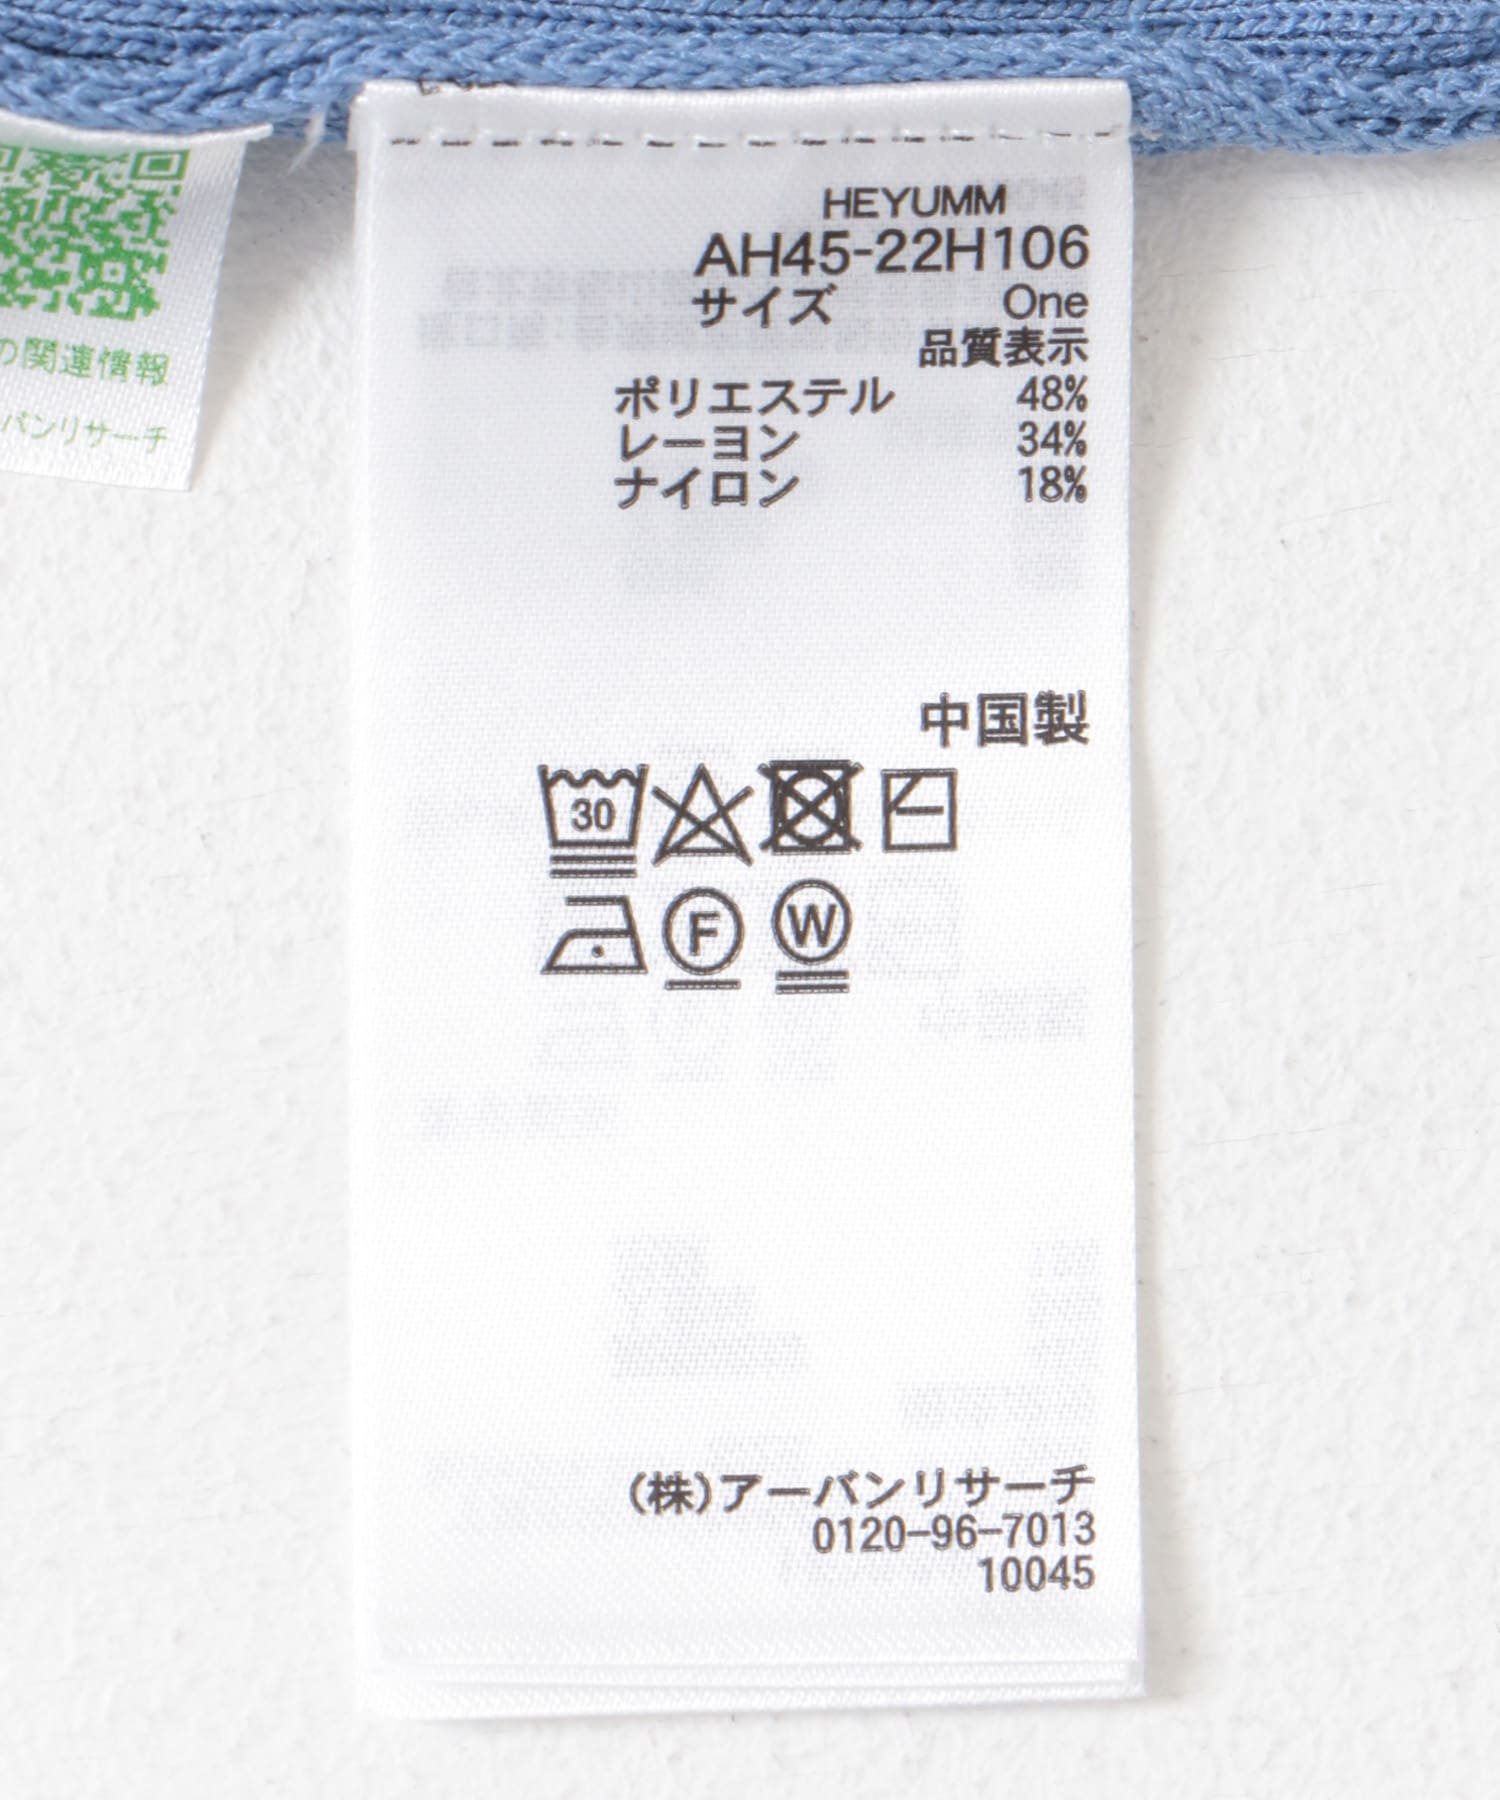 HEYUMM
AH45-22H106
サイズ One
品質表示
ポリエステル 48%
レーヨン 34%
ナイロン 18%
中国製
30
F W
(株)アーバンリサーチ
0120-96-7013
10045
の関連情報
バンリサーチ